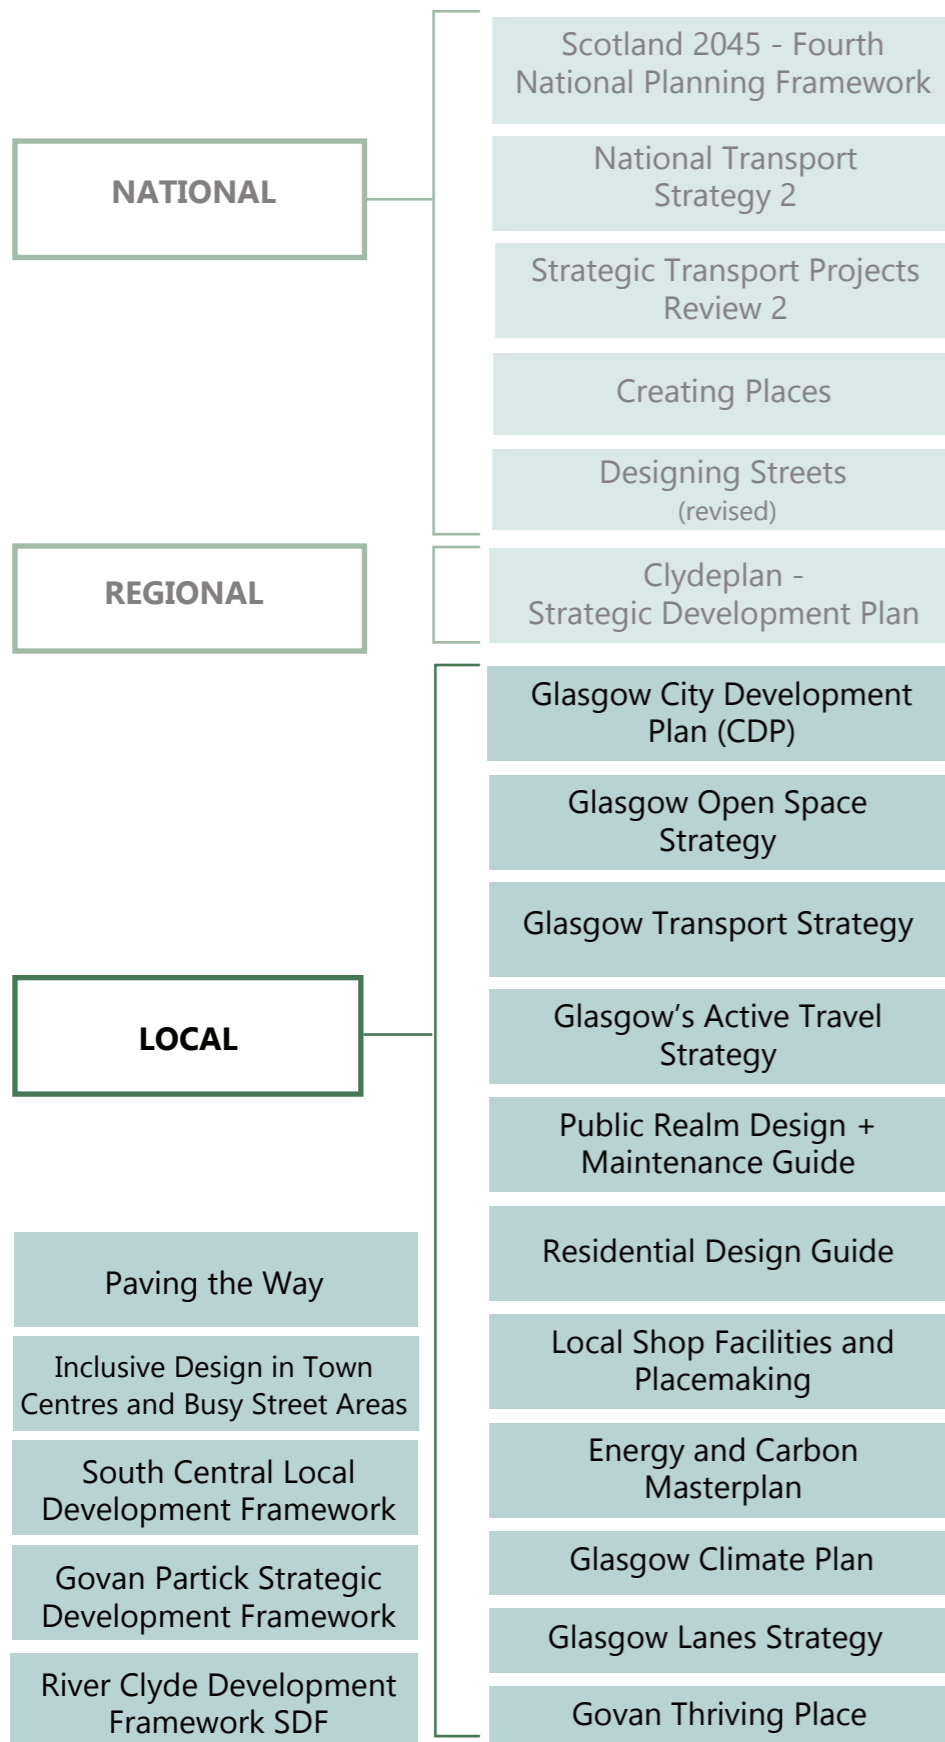 NATIONAL
Scotland 2045 - Fourth
National Planning Framework
National Transport
Strategy 2
Strategic Transport Projects
Review 2
Creating Places
Designing Streets
(revised)
REGIONAL
Clydeplan -
Strategic Development Plan
LOCAL
Glasgow City Development
Plan (CDP)
Glasgow Open Space
Strategy
Glasgow Transport Strategy
Glasgow’s Active Travel
Strategy
Public Realm Design +
Maintenance Guide
Residential Design Guide
Local Shop Facilities and
Placemaking
Energy and Carbon
Masterplan
Glasgow Climate Plan
Glasgow Lanes Strategy
Govan Thriving Place
Paving the Way
Inclusive Design in Town
Centres and Busy Street Areas
South Central Local
Development Framework
Govan Partick Strategic
Development Framework
River Clyde Development
Framework SDF